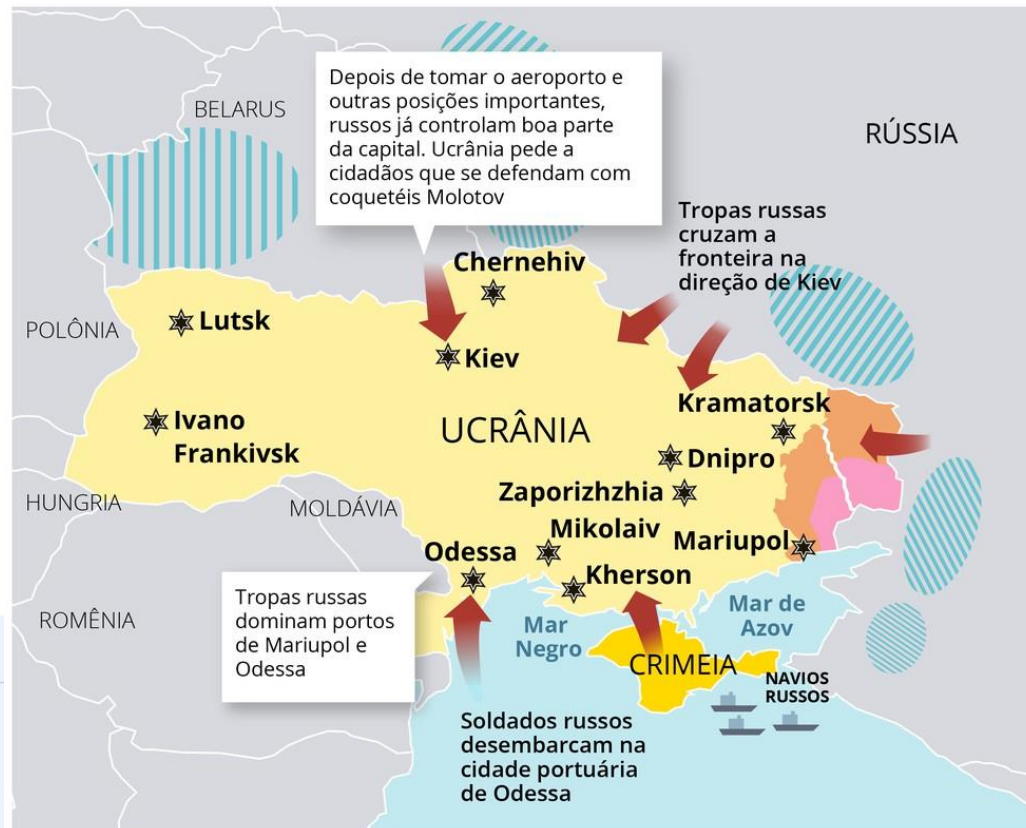 Depois de tomar o aeroporto e
outras posições importantes,
russos já controlam boa parte
da capital. Ucrânia pede a
cidadãos que se defendam com
coquetéis Molotov
BELARUS
RÚSSIA
Tropas russas
cruzam a
fronteira na
direção de Kiev
Chernehiv
POLÔNIA
Lutsk
Kiev
Kramatorsk
UCRÂNIA
Ivano
Frankivsk
Dnipro
HUNGRIA
MOLDÁVIA
Zaporizhzhia
Mikolaiv
Mariupol
Odessa
Kherson
Tropas russas
dominam portos
de Mariupol e
Odessa
ROMÊNIA
Mar
Negro
Mar de
Azov
CRIMEIA
NAVIOS
RUSSOS
Soldados russos
desembarcam na
cidade portuária
de Odessa